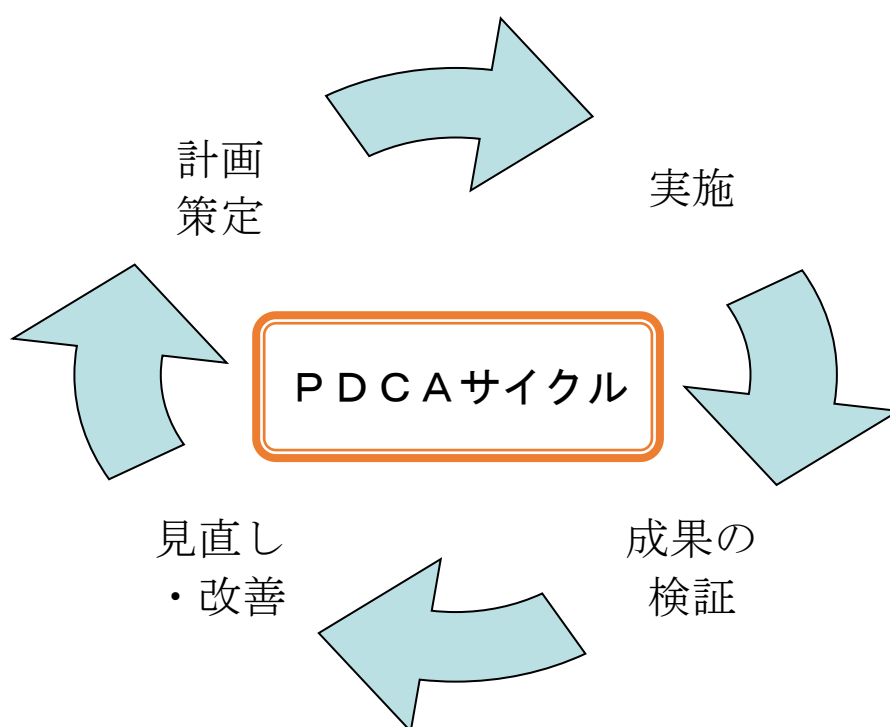 計画
策定
実施
ＰＤＣＡサイクル
見直し
・改善
成果の
検証